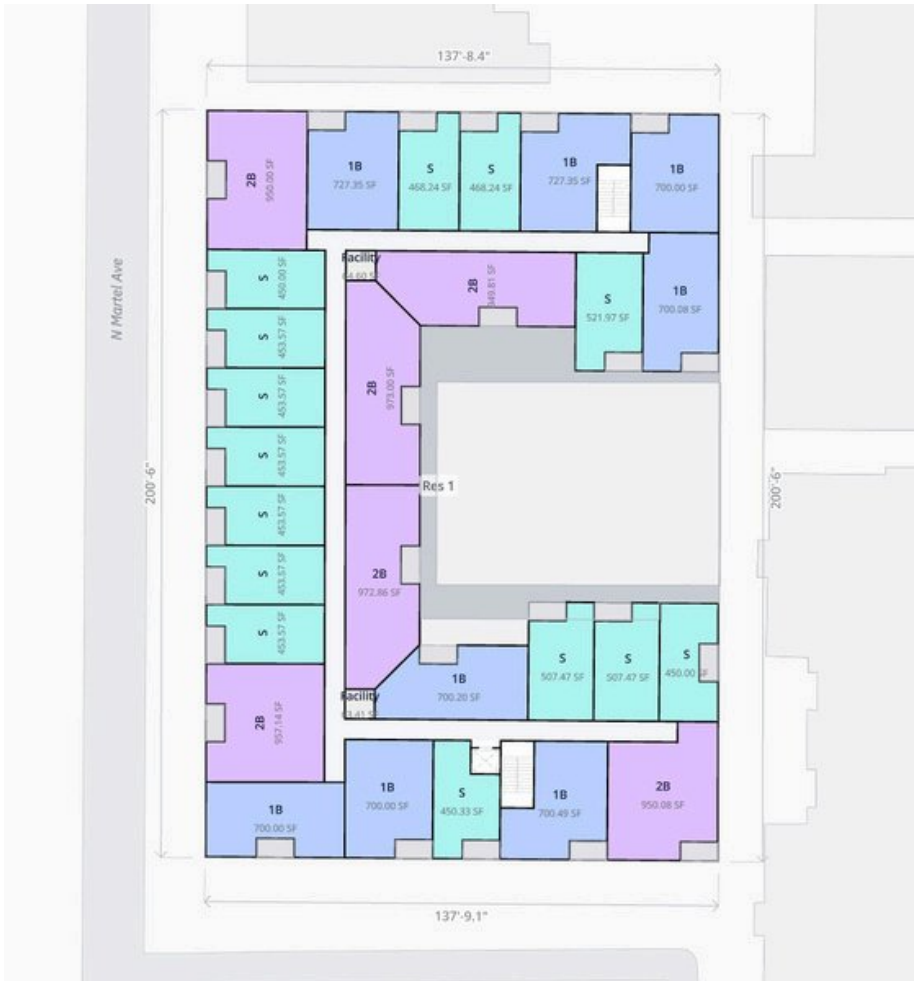 137'-8.4"
2B
950.00 SF
1B
727.35 SF
S
468.24 SF
S
468.24 SF
1B
727.35 SF
1B
700.00 SF
N Martel Ave
Facility
2B
S
521.97 SF
1B
700.08 SF
S
450.00 SF
S
453.57 SF
S
453.57 SF
S
453.57 SF
S
453.57 SF
S
453.57 SF
S
453.57 SF
2B
973.00 SF
Res 1
200'-6"
200'-6"
2B
972.86 SF
S
507.47 SF
S
507.47 SF
S
450.00 SF
1B
700.20 SF
Facility
2B
957.14 SF
1B
700.00 SF
1B
700.00 SF
S
450.33 SF
1B
700.49 SF
2B
950.08 SF
137'-9.1"